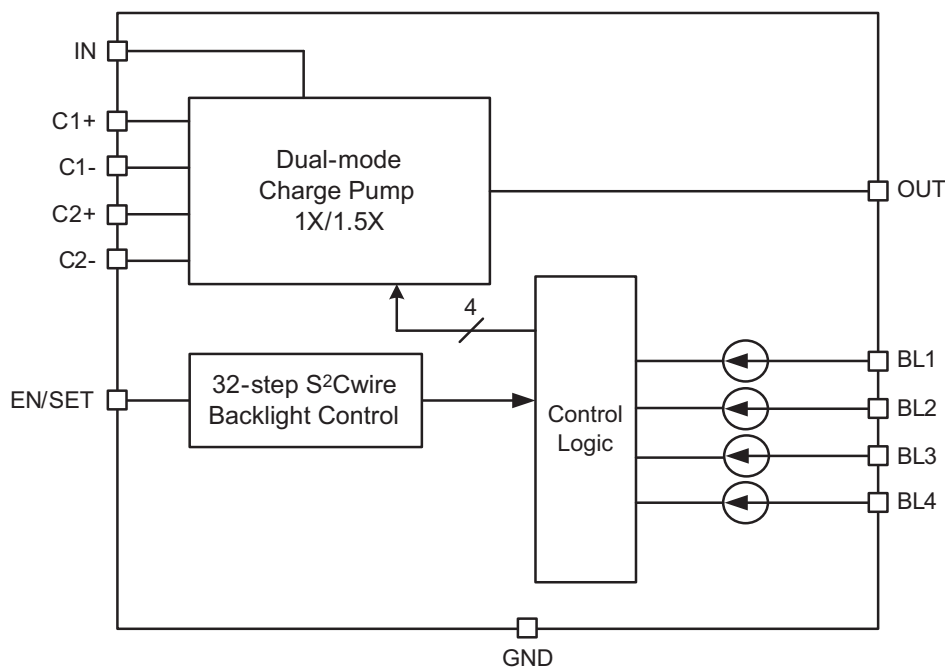 IN
C1+
C1-
C2+
C2-
Dual-mode
Charge Pump
1X/1.5X
OUT
4
EN/SET
32-step S²Cwire
Backlight Control
Control
Logic
BL1
BL2
BL3
BL4
GND